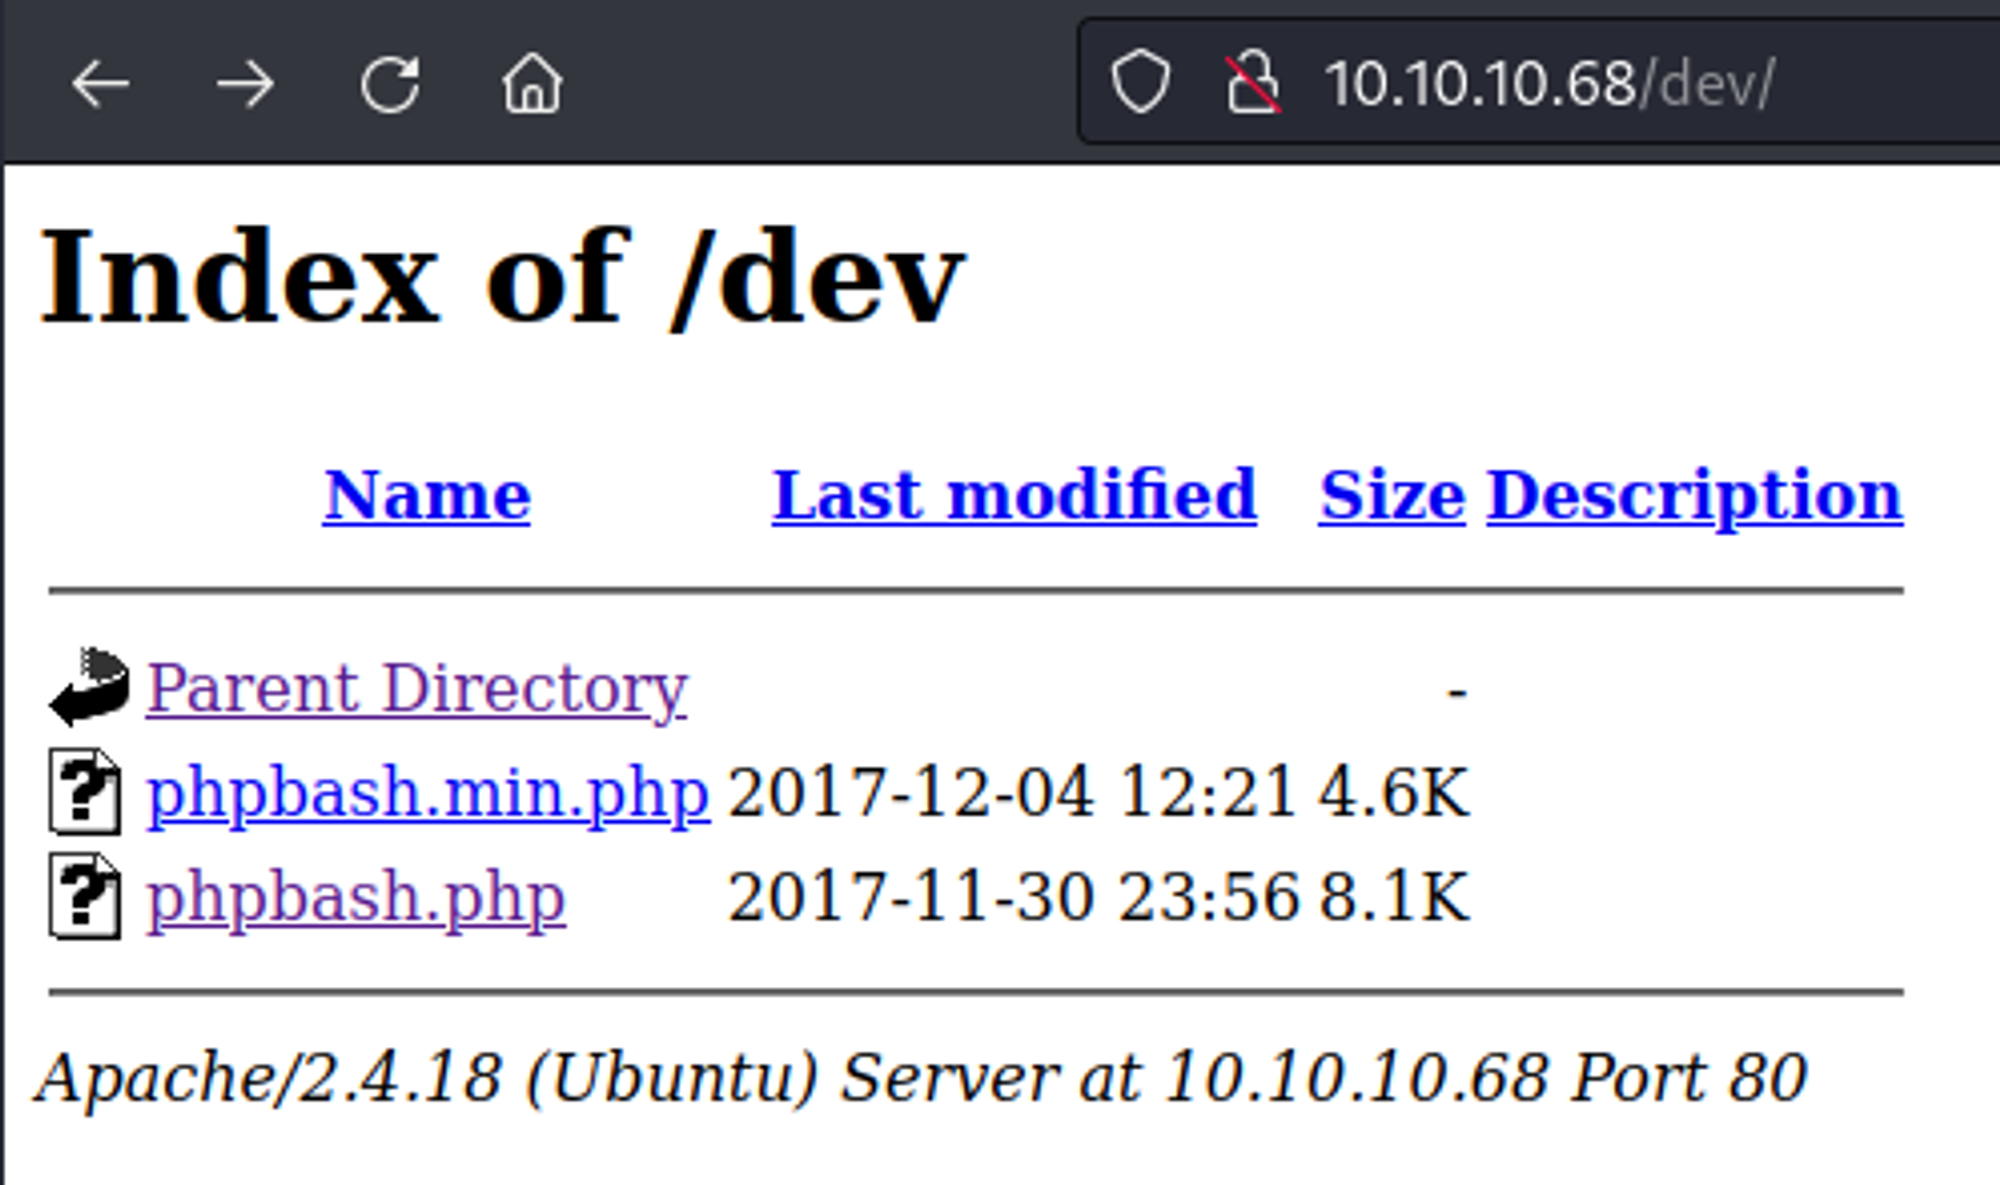 10.10.10.68/dev/
Index of /dev
Name Last modified Size Description
Parent Directory -
phpbash.min.php 2017-12-04 12:21 4.6K
phpbash.php 2017-11-30 23:56 8.1K
Apache/2.4.18 (Ubuntu) Server at 10.10.10.68 Port 80